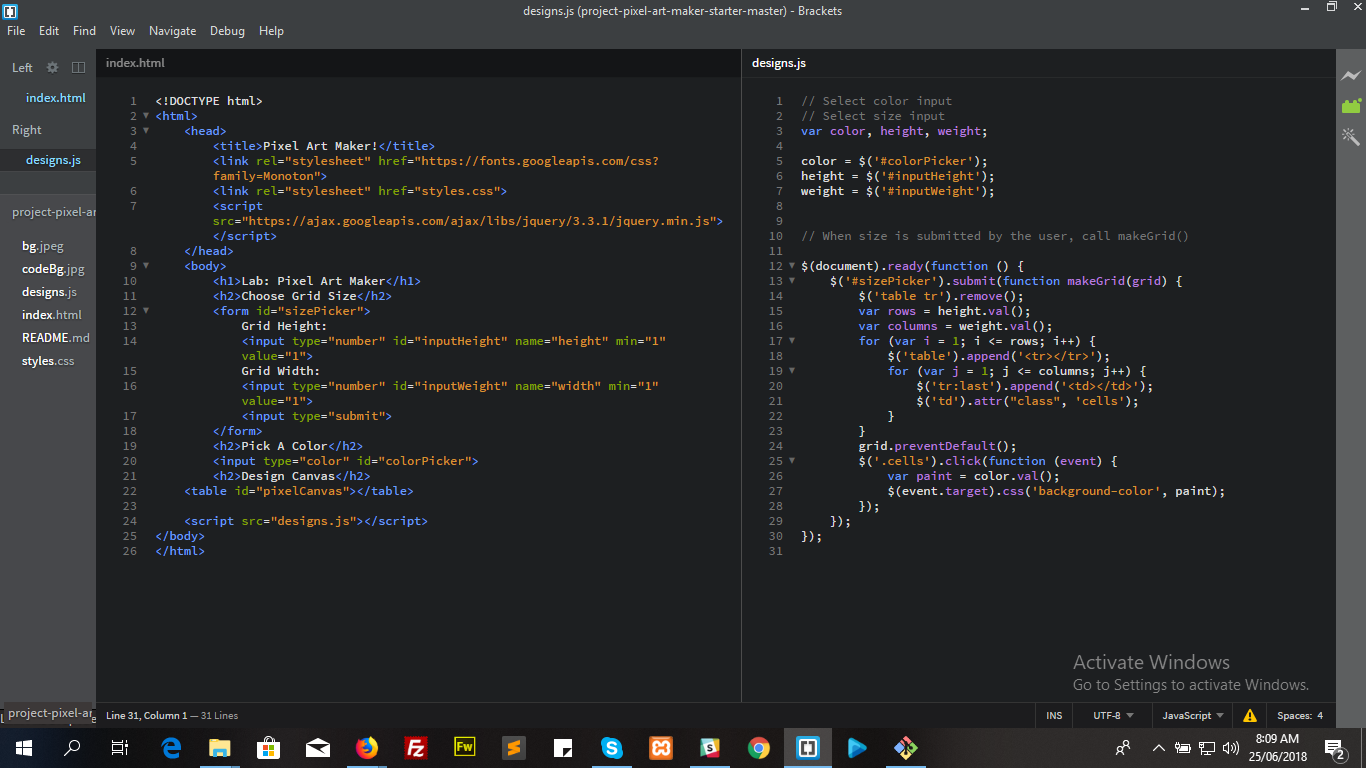 designs.js (project-pixel-art-maker-starter-master) - Brackets
File Edit Find View Navigate Debug Help
Left
index.html
Right
designs.js
project-pixel-ar
bg.jpeg
codeBg.jpg
designs.js
index.html
README.md
styles.css
project-pixel-ar
index.html
1 <!DOCTYPE html>
2 <html>
3 <head>
4 <title>Pixel Art Maker!</title>
5 <link rel="stylesheet" href="https://fonts.googleapis.com/css?
family=Monoton">
6 <link rel="stylesheet" href="styles.css">
7 <script
src="https://ajax.googleapis.com/ajax/libs/jquery/3.3.1/jquery.min.js">
</script>
8 </head>
9 <body>
10 <h1>Lab: Pixel Art Maker</h1>
11 <h2>Choose Grid Size</h2>
12 <form id="sizePicker">
13 Grid Height:
14 <input type="number" id="inputHeight" name="height" min="1"
value="1">
15 Grid Width:
16 <input type="number" id="inputWeight" name="width" min="1"
value="1">
17 <input type="submit">
18 </form>
19 <h2>Pick A Color</h2>
20 <input type="color" id="colorPicker">
21 <h2>Design Canvas</h2>
22 <table id="pixelCanvas"></table>
23
24 <script src="designs.js"></script>
25 </body>
26 </html>
designs.js
1 // Select color input
2 // Select size input
3 var color, height, weight;
4
5 color = $('#colorPicker');
6 height = $('#inputHeight');
7 weight = $('#inputWeight');
8
9
10 // When size is submitted by the user, call makeGrid()
11
12 $(document).ready(function () {
13 $('#sizePicker').submit(function makeGrid(grid) {
14 $('table tr').remove();
15 var rows = height.val();
16 var columns = weight.val();
17 for (var i = 1; i <= rows; i++) {
18 $('table').append('<tr></tr>');
19 for (var j = 1; j <= columns; j++) {
20 $('tr:last').append('<td></td>');
21 $('td').attr("class", 'cells');
22 }
23 }
24 grid.preventDefault();
25 $('.cells').click(function (event) {
26 var paint = color.val();
27 $(event.target).css('background-color', paint);
28 });
29 });
30 });
31
Activate Windows
Go to Settings to activate Windows.
Line 31, Column 1 — 31 Lines
INS UTF-8 JavaScript Spaces: 4
Fw
8:09 AM
25/06/2018
2